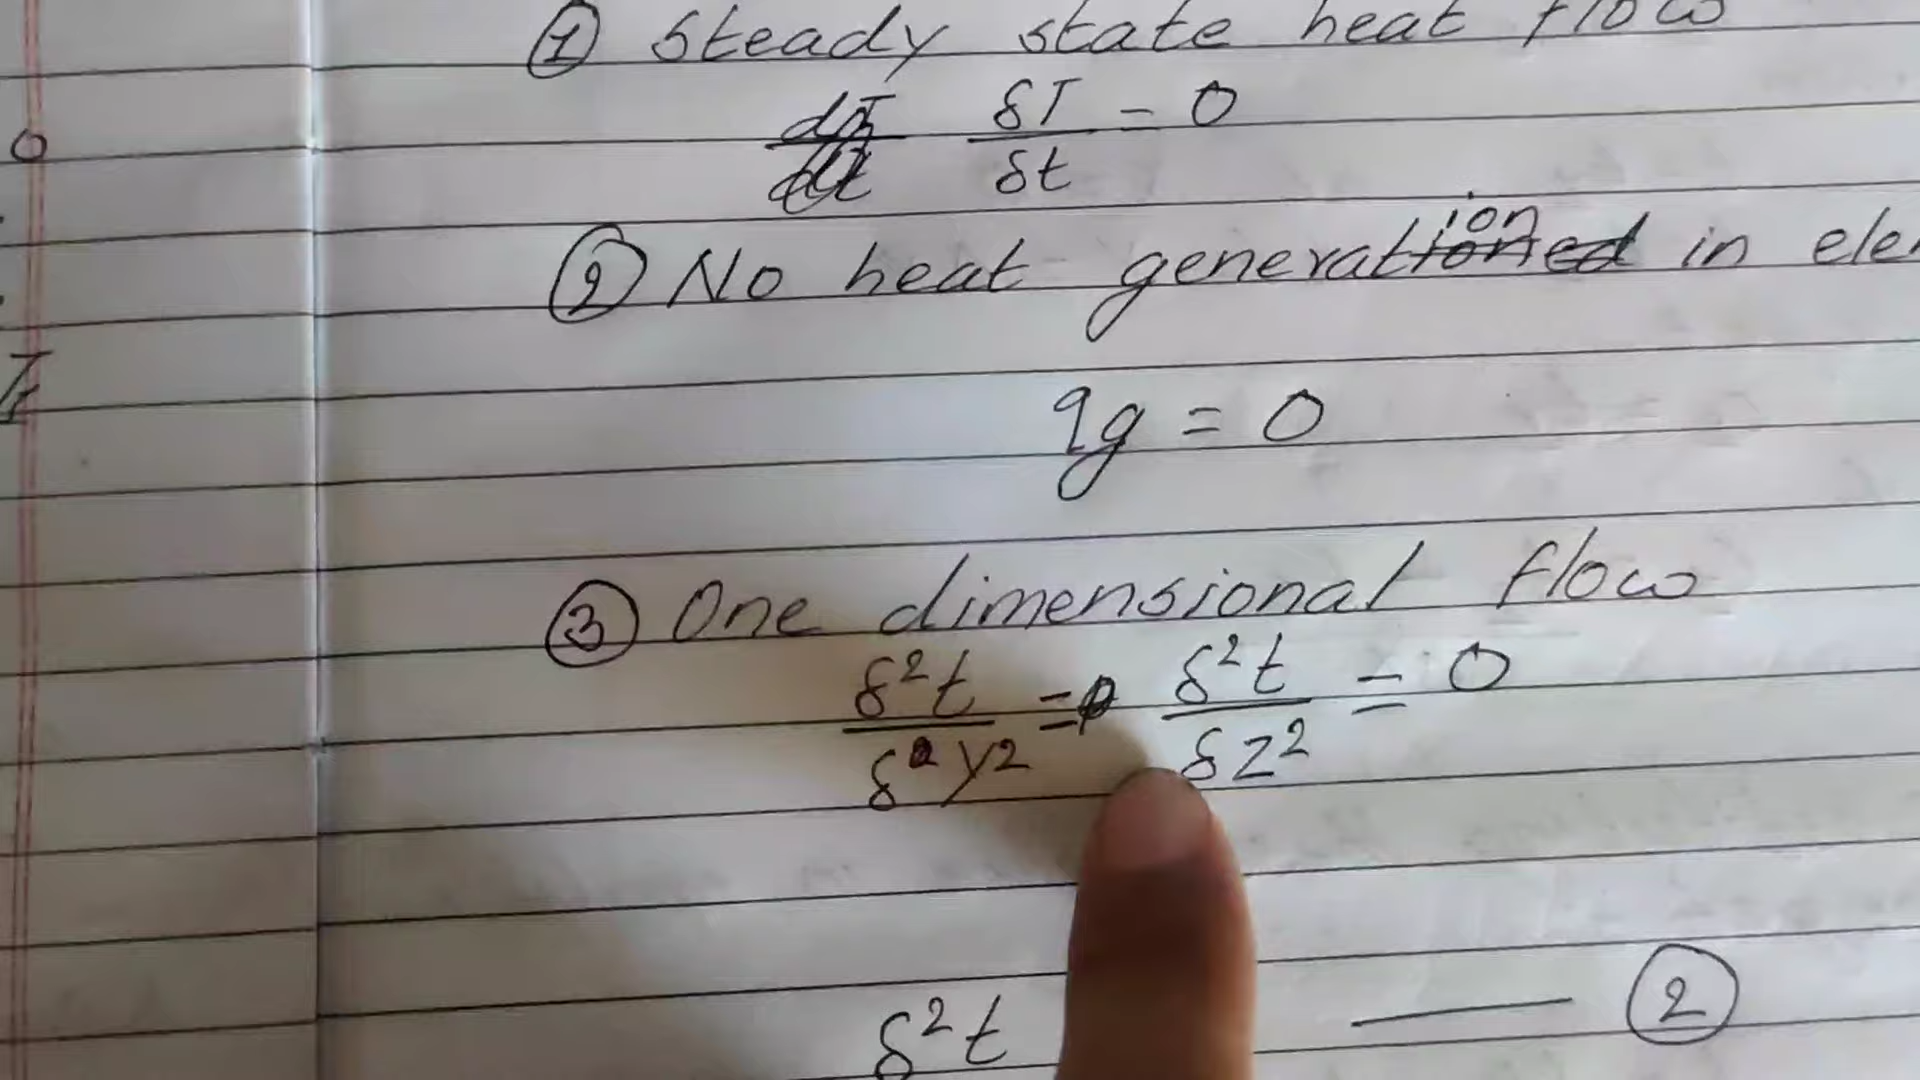 ① Steady state heat flow
δT/δt = 0
② No heat generation in ele
qg = 0
③ One dimensional flow
δ²t/δy² = δ²t/δz² = 0
δ²t —— ②